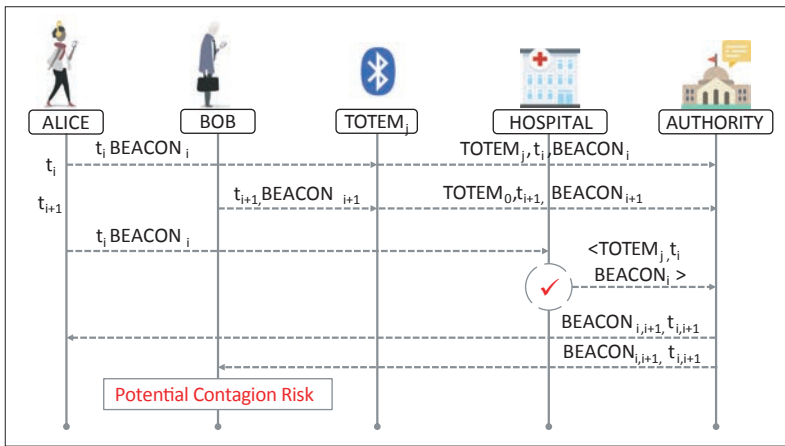 ALICE BOB TOTEMⱼ HOSPITAL AUTHORITY
tᵢ BEACONᵢ TOTEMⱼ,tᵢ,BEACONᵢ
tᵢ
tᵢ₊₁,BEACON ᵢ₊₁ TOTEM₀,tᵢ₊₁, BEACONᵢ₊₁
tᵢ₊₁
tᵢ BEACON ᵢ
<TOTEMⱼ,tᵢ
BEACONᵢ >
BEACON ᵢ,ᵢ₊₁, tᵢ,ᵢ₊₁
BEACONᵢ,ᵢ₊₁, tᵢ,ᵢ₊₁
Potential Contagion Risk